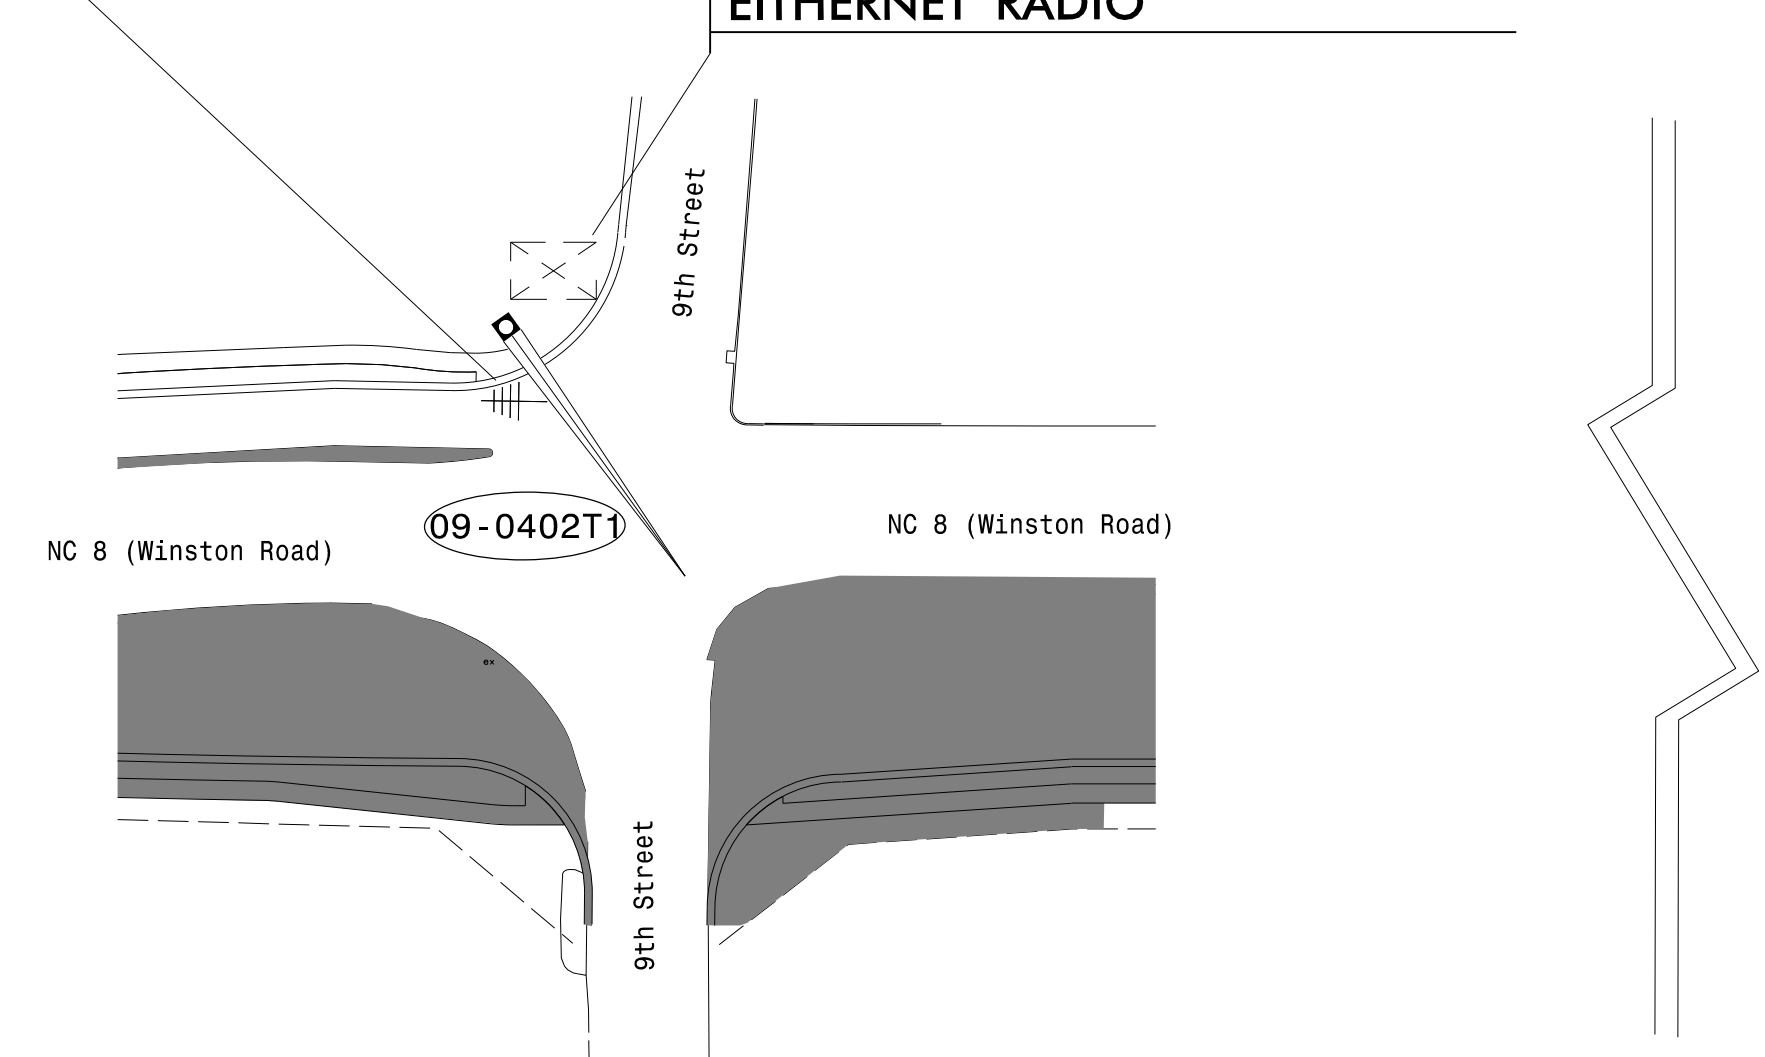 EITHERNET RADIO
9th Street
09-0402T1
NC 8 (Winston Road)
NC 8 (Winston Road)
ex
9th Street